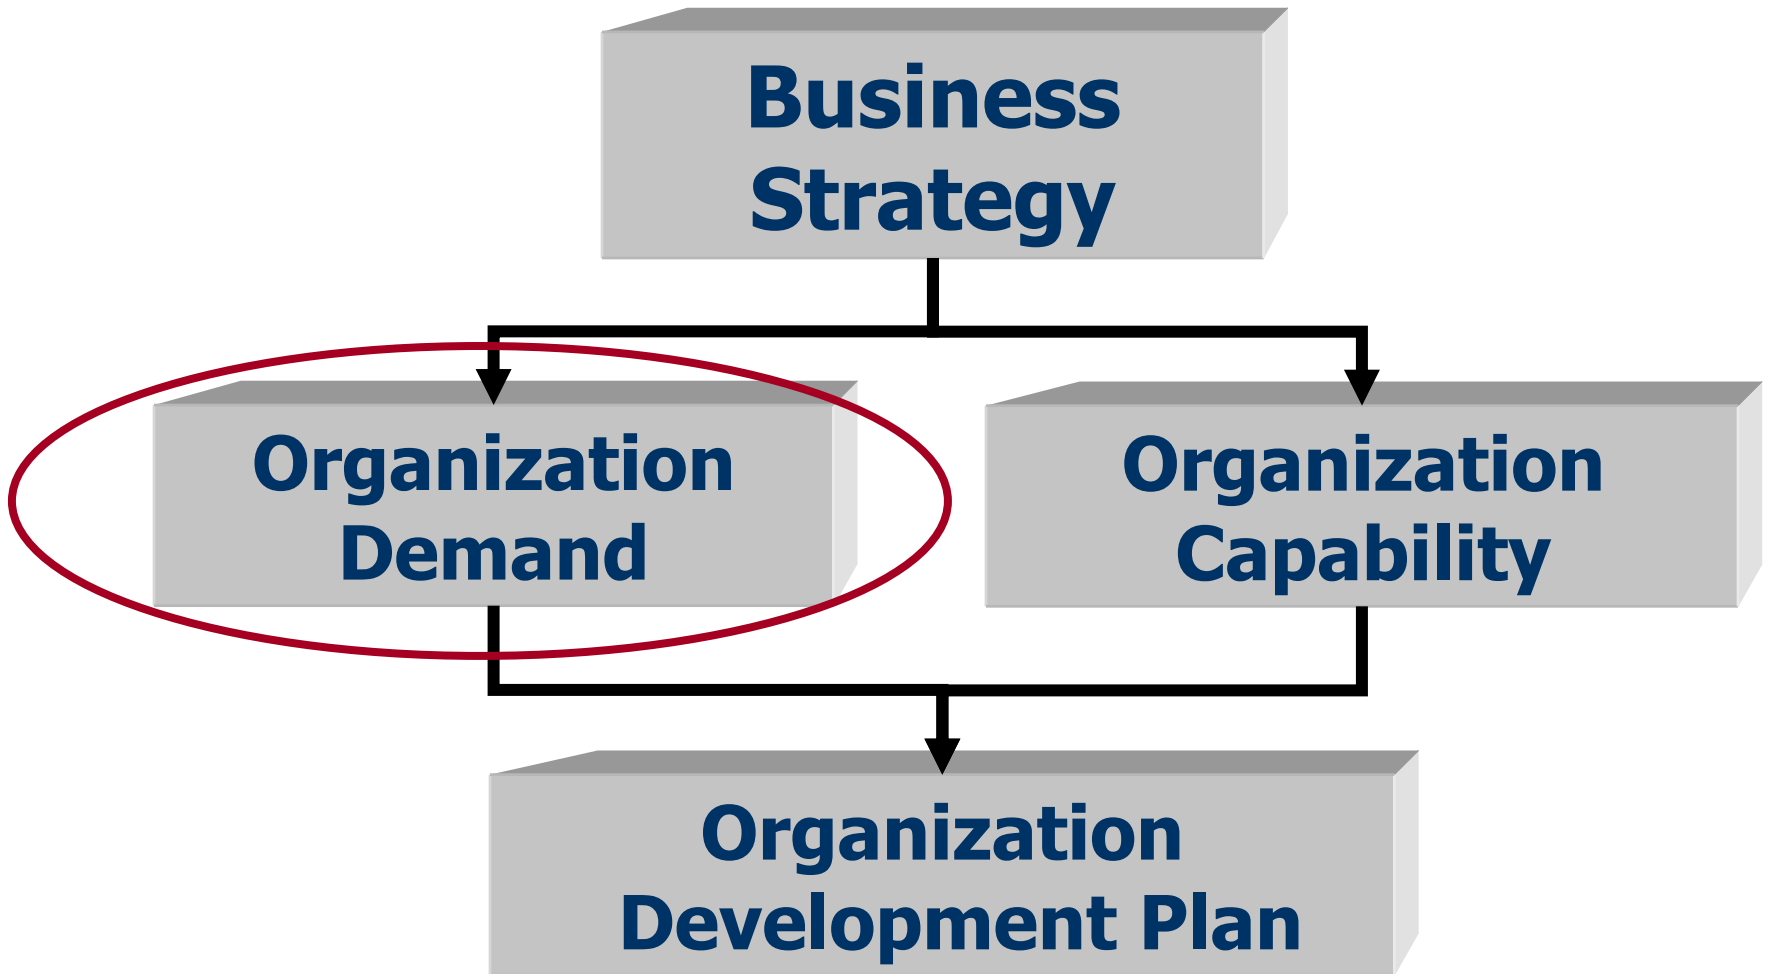 Business
Strategy
Organization
Demand
Organization
Capability
Organization
Development Plan